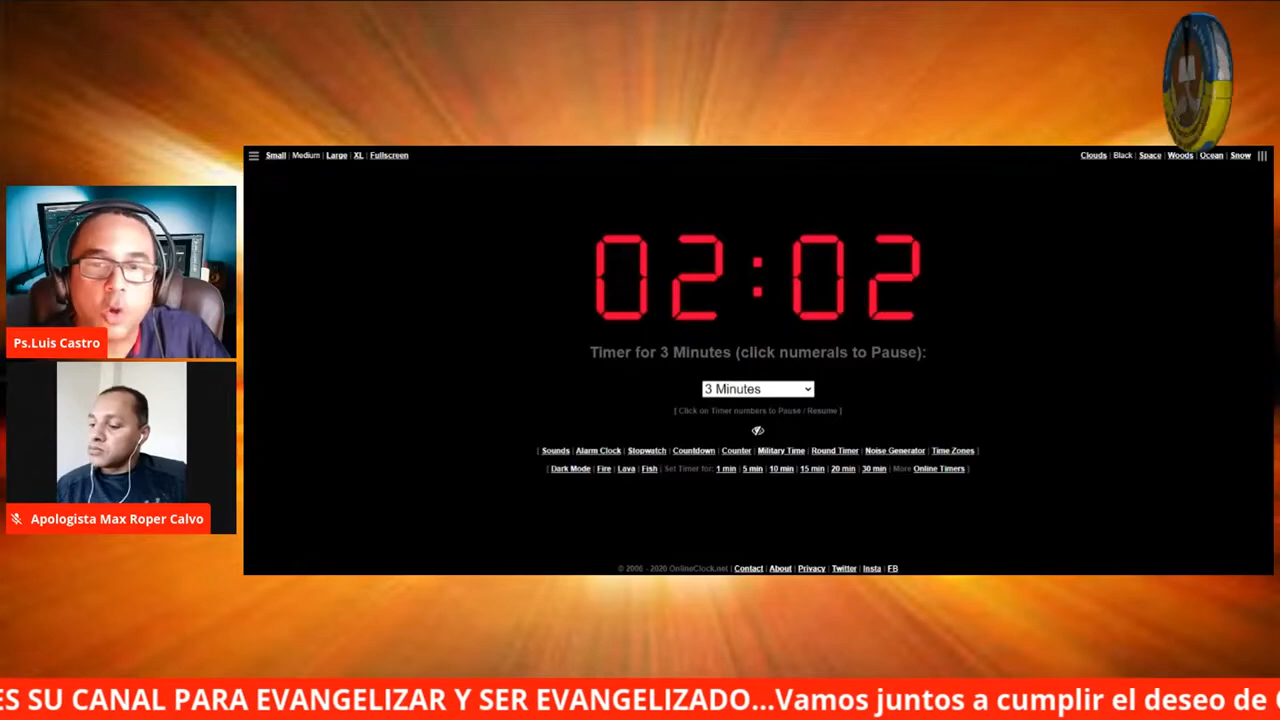 Small | Medium | Large | XL | Fullscreen
Clouds | Black | Space | Woods | Ocean | Snow
02:02
Timer for 3 Minutes (click numerals to Pause):
3 Minutes
[ Click on Timer numbers to Pause / Resume ]
| Sounds | Alarm Clock | Stopwatch | Countdown | Counter | Military Time | Round Timer | Noise Generator | Time Zones |
| Dark Mode | Fire | Lava | Fish | Set Timer for: 1 min | 5 min | 10 min | 15 min | 20 min | 30 min | More Online Timers |
© 2006 - 2020 OnlineClock.net | Contact | About | Privacy | Twitter | Insta | FB
Ps.Luis Castro
Apologista Max Roper Calvo
ES SU CANAL PARA EVANGELIZAR Y SER EVANGELIZADO...Vamos juntos a cumplir el deseo de